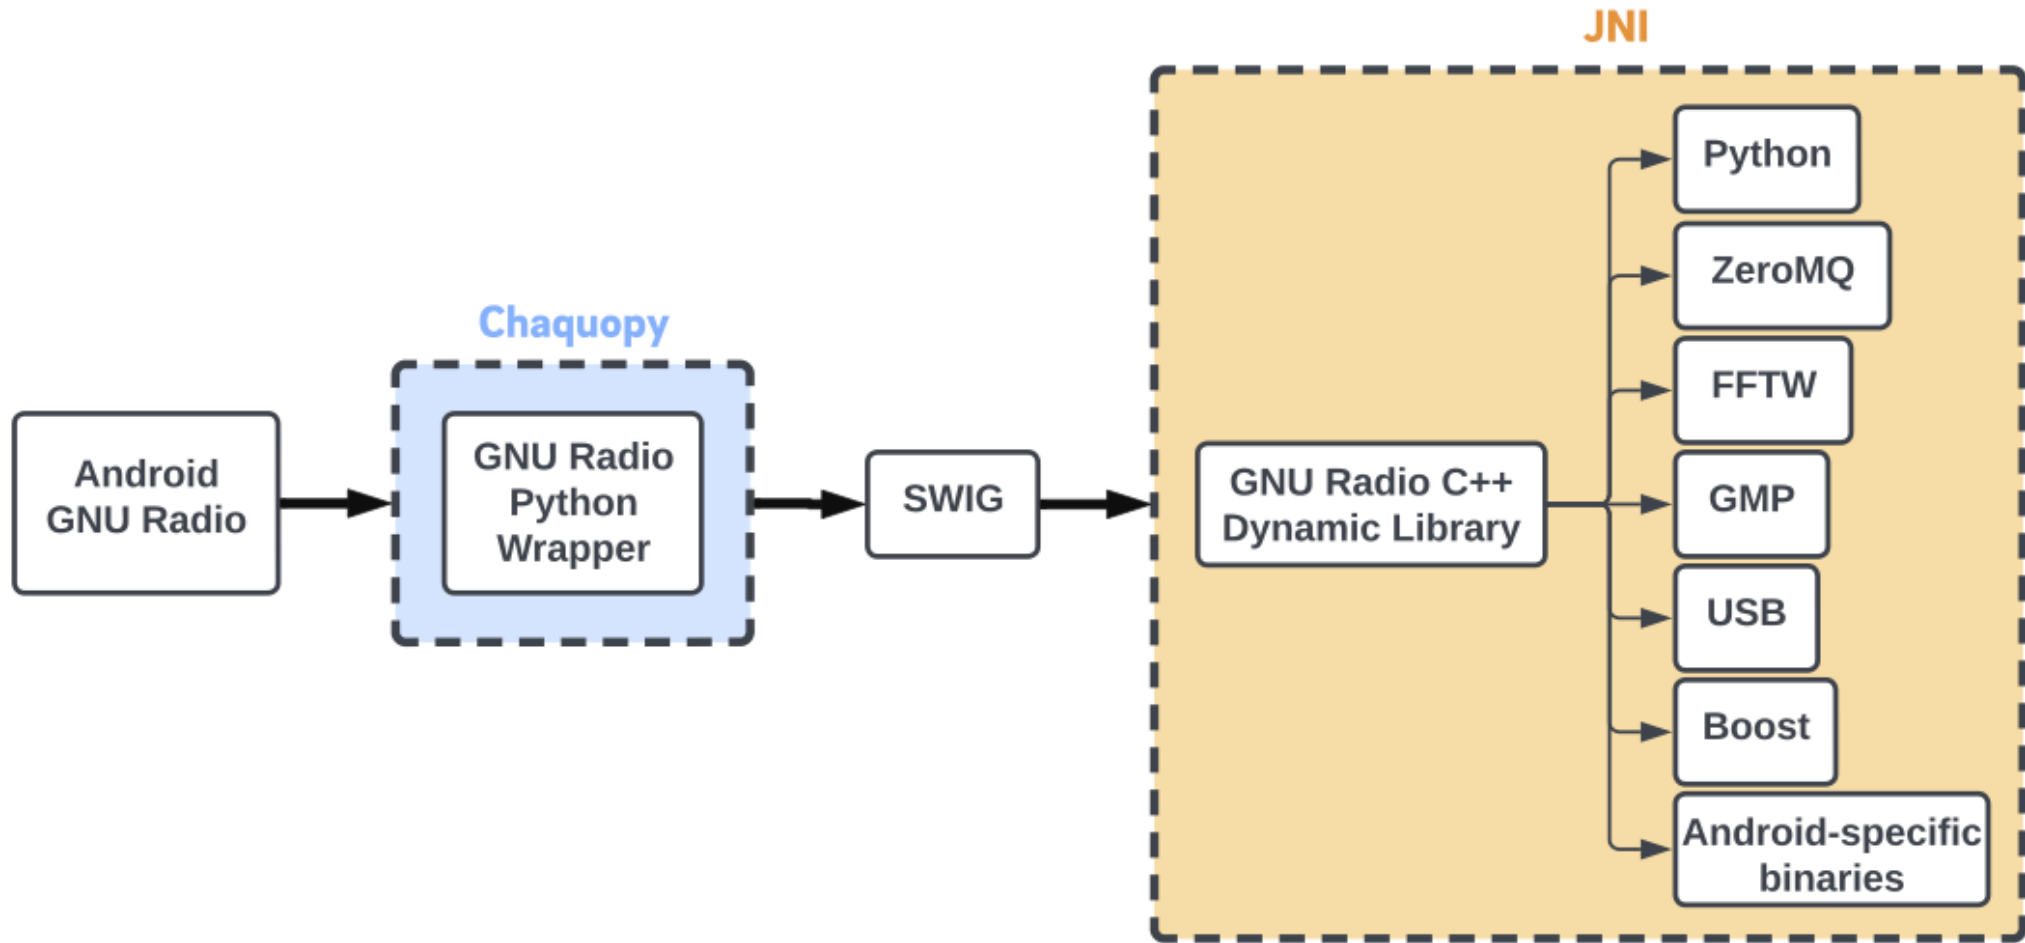 JNI
Chaquopy
Android
GNU Radio
GNU Radio
Python
Wrapper
SWIG
GNU Radio C++
Dynamic Library
Python
ZeroMQ
FFTW
GMP
USB
Boost
Android-specific
binaries